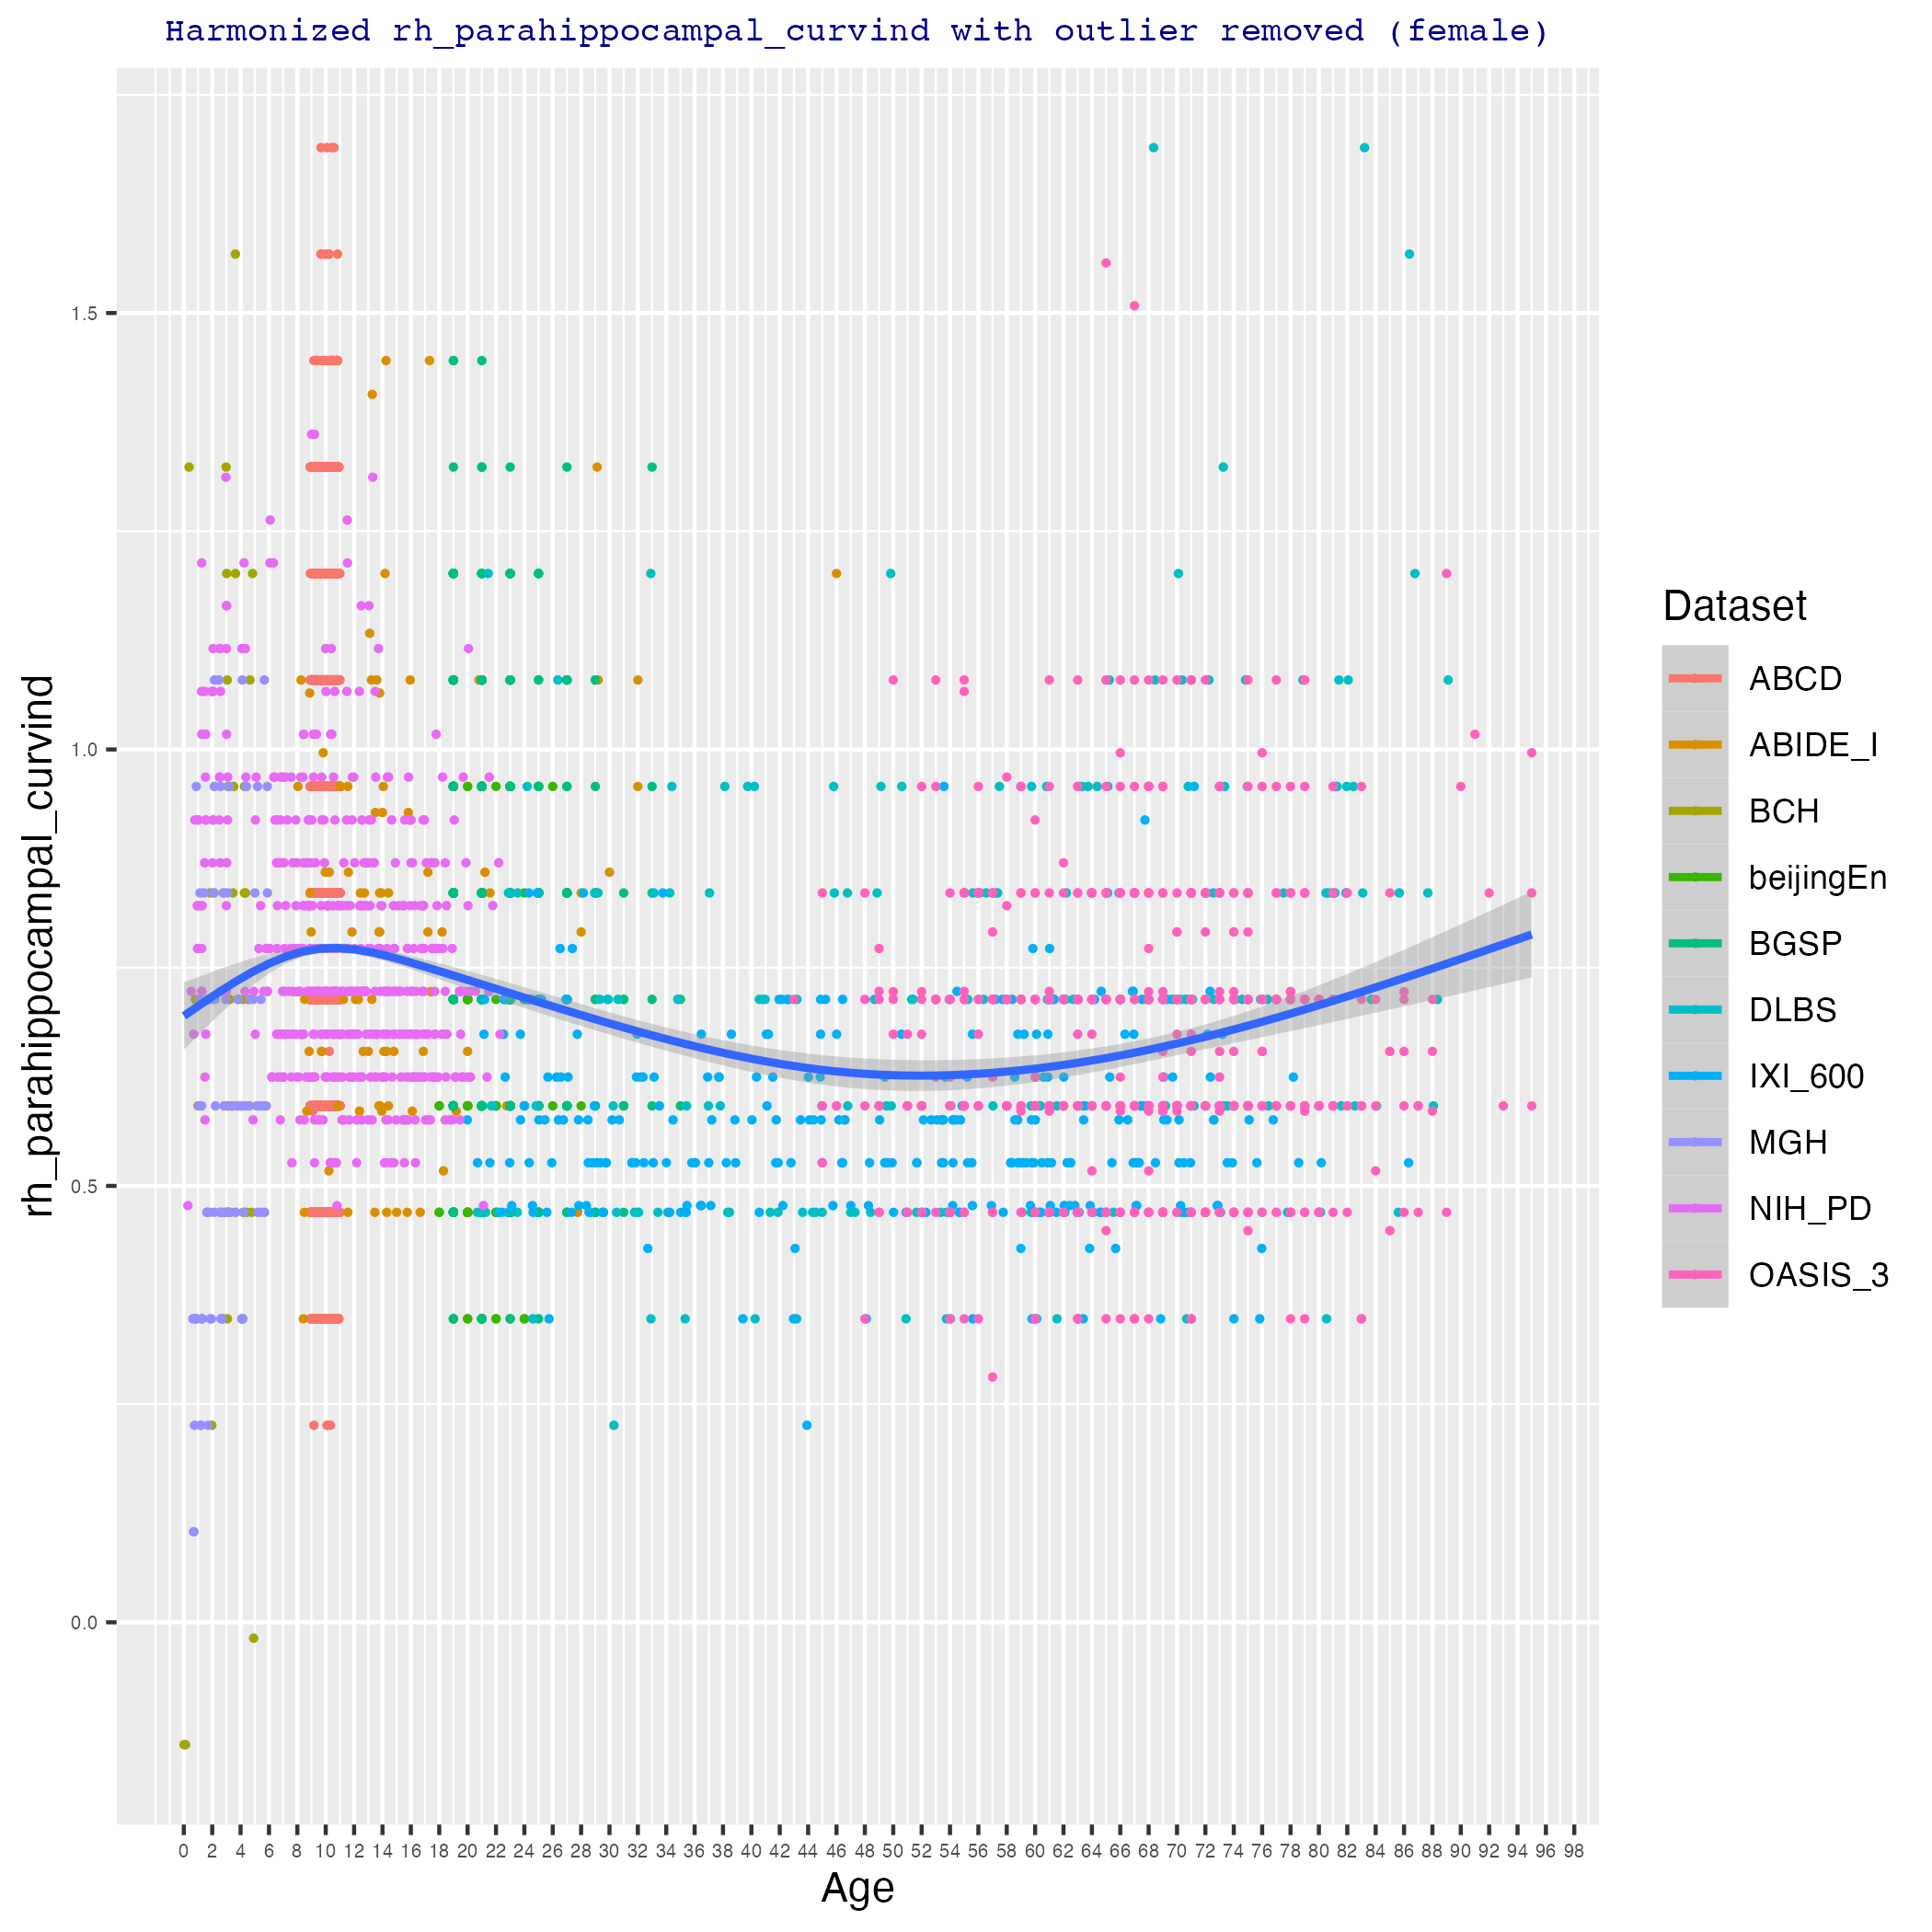 Harmonized rh_parahippocampal_curvind with outlier removed (female)
rh_parahippocampal_curvind
1.5
1.0
0.5
0.0
0 2 4 6 8 10 12 14 16 18 20 22 24 26 28 30 32 34 36 38 40 42 44 46 48 50 52 54 56 58 60 62 64 66 68 70 72 74 76 78 80 82 84 86 88 90 92 94 96 98
Age
Dataset
ABCD
ABIDE_I
BCH
beijingEn
BGSP
DLBS
IXI_600
MGH
NIH_PD
OASIS_3